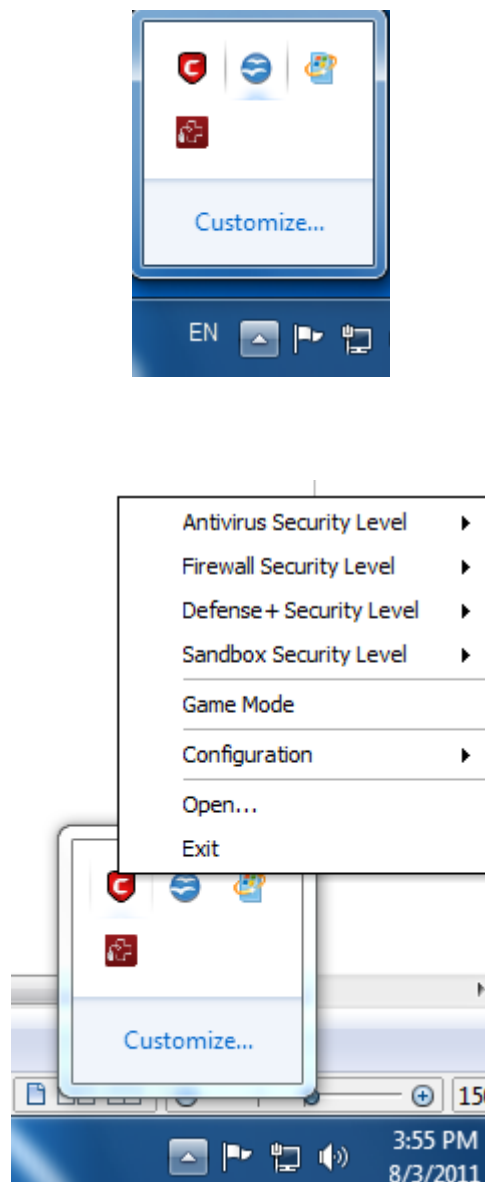 Customize...
EN
Antivirus Security Level
Firewall Security Level
Defense+ Security Level
Sandbox Security Level
Game Mode
Configuration
Open...
Exit
Customize...
3:55 PM
8/3/2011